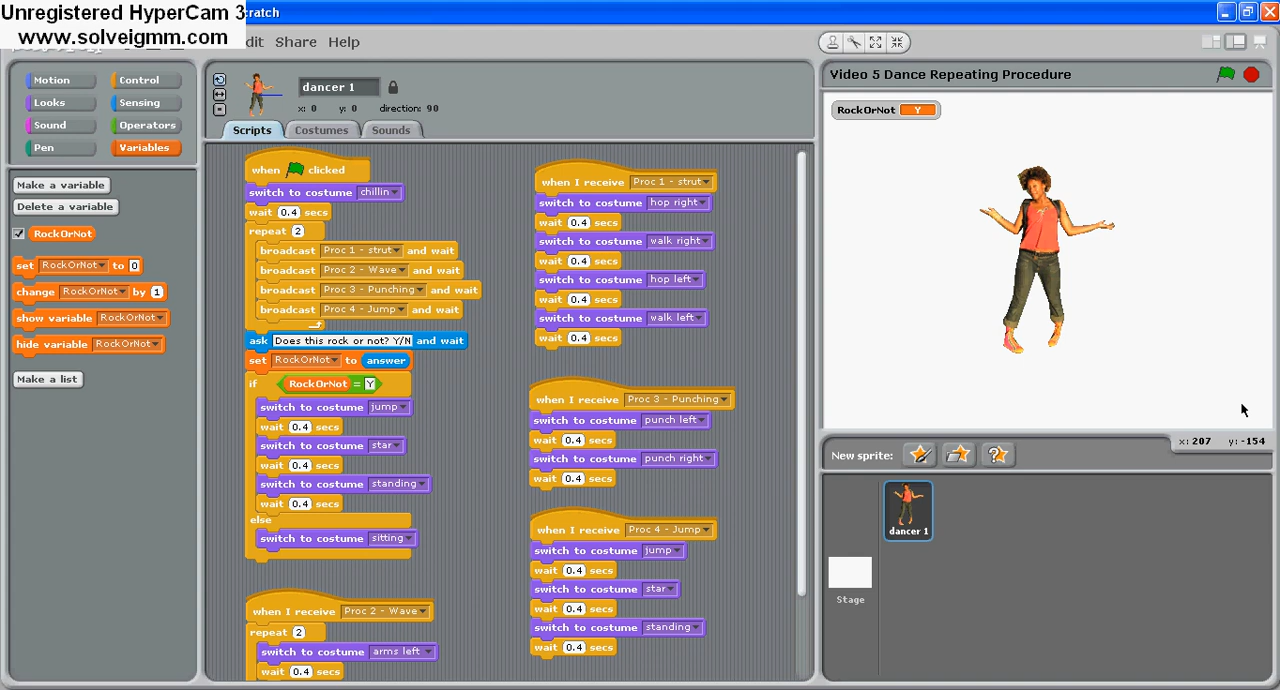 Unregistered HyperCam 3
www.solveigmm.com
cratch
dit Share Help
Motion Control
Looks Sensing
Sound Operators
Pen Variables
Make a variable
Delete a variable
RockOrNot
set RockOrNot to 0
change RockOrNot by 1
show variable RockOrNot
hide variable RockOrNot
Make a list
dancer 1
x: 0 y: 0 direction: 90
Scripts Costumes Sounds
when clicked
switch to costume chillin
wait 0.4 secs
repeat 2
broadcast Proc 1 - strut and wait
broadcast Proc 2 - Wave and wait
broadcast Proc 3 - Punching and wait
broadcast Proc 4 - Jump and wait
ask Does this rock or not? Y/N and wait
set RockOrNot to answer
if RockOrNot = Y
switch to costume jump
wait 0.4 secs
switch to costume star
wait 0.4 secs
switch to costume standing
wait 0.4 secs
else
switch to costume sitting
when I receive Proc 2 - Wave
repeat 2
switch to costume arms left
wait 0.4 secs
when I receive Proc 1 - strut
switch to costume hop right
wait 0.4 secs
switch to costume walk right
wait 0.4 secs
switch to costume hop left
wait 0.4 secs
switch to costume walk left
wait 0.4 secs
when I receive Proc 3 - Punching
switch to costume punch left
wait 0.4 secs
switch to costume punch right
wait 0.4 secs
when I receive Proc 4 - Jump
switch to costume jump
wait 0.4 secs
switch to costume star
wait 0.4 secs
switch to costume standing
wait 0.4 secs
Video 5 Dance Repeating Procedure
RockOrNot Y
x: 207 y: -154
New sprite:
dancer 1
Stage